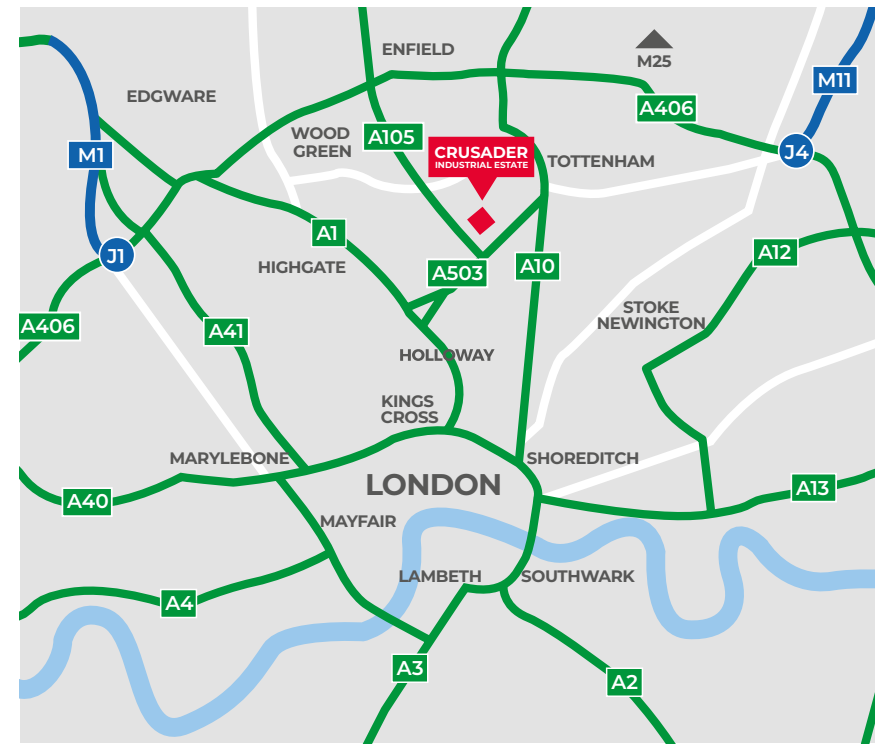 ENFIELD
M25
M11
EDGWARE
A406
WOOD
GREEN
A105
M1
CRUSADER
INDUSTRIAL ESTATE
TOTTENHAM
J4
A1
J1
HIGHGATE
A503
A10
A12
A406
A41
STOKE
NEWINGTON
HOLLOWAY
KINGS
CROSS
MARYLEBONE
SHOREDITCH
LONDON
A40
A13
MAYFAIR
LAMBETH
SOUTHWARK
A4
A3
A2